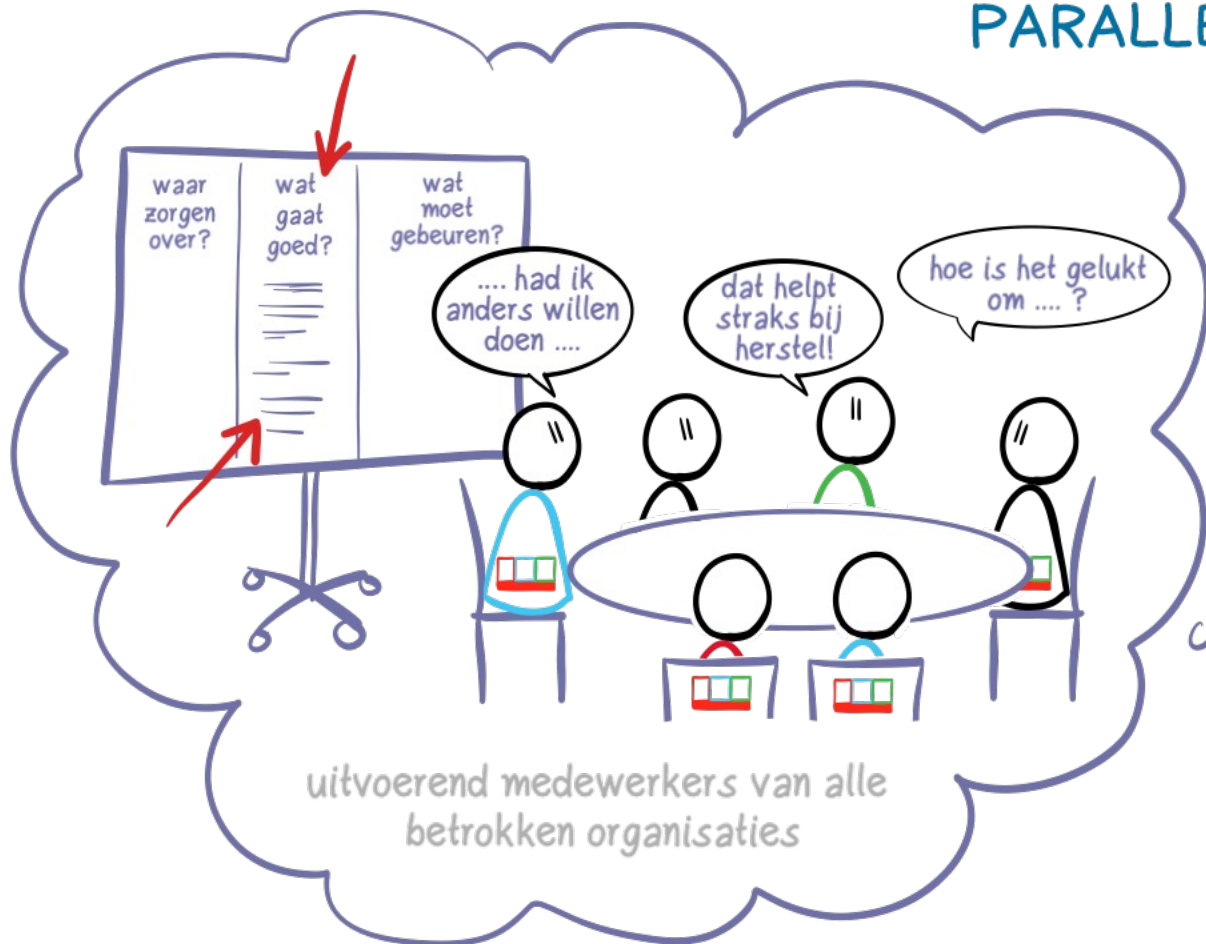 PARALLE
waar
zorgen
over?
wat
gaat
goed?
wat
moet
gebeuren?
.... had ik
anders willen
doen ....
dat helpt
straks bij
herstel!
hoe is het gelukt
om .... ?
uitvoerend medewerkers van alle
betrokken organisaties